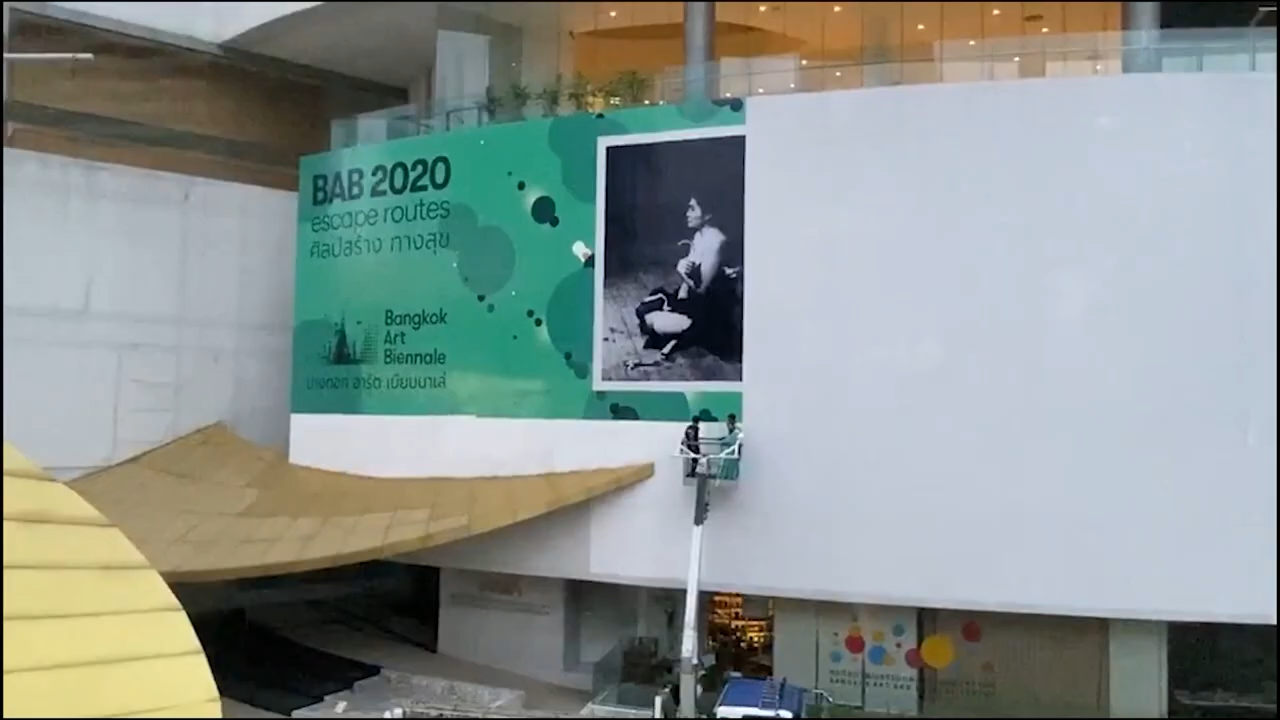 BAB 2020
escape routes
ศิลป์สร้าง ทางสุข
Bangkok
Art
Biennale
บางกอก อาร์ต เบียนนาเล่